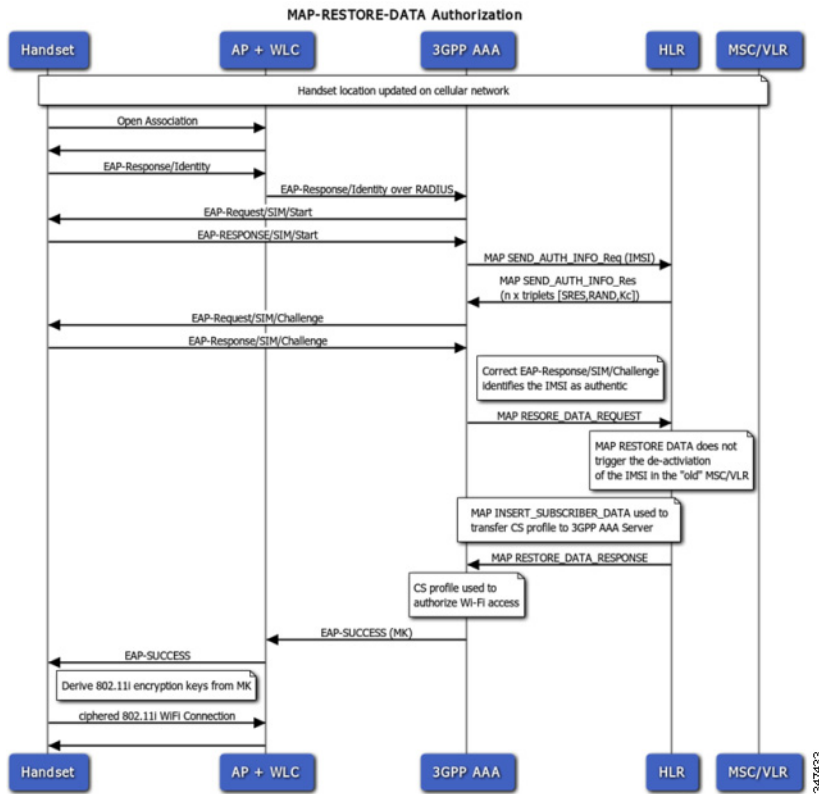 MAP-RESTORE-DATA Authorization
Handset
AP + WLC
3GPP AAA
HLR
MSC/VLR
Handset location updated on cellular network
Open Association
EAP-Response/Identity
EAP-Response/Identity over RADIUS
EAP-Request/SIM/Start
EAP-RESPONSE/SIM/Start
MAP SEND_AUTH_INFO_Req (IMSI)
MAP SEND_AUTH_INFO_Res
(n x triplets [SRES,RAND,Kc])
EAP-Request/SIM/Challenge
EAP-Response/SIM/Challenge
Correct EAP-Response/SIM/Challenge
identifies the IMSI as authentic
MAP RESORE_DATA_REQUEST
MAP RESTORE DATA does not
trigger the de-activiation
of the IMSI in the "old" MSC/VLR
MAP INSERT_SUBSCRIBER_DATA used to
transfer CS profile to 3GPP AAA Server
MAP RESTORE_DATA_RESPONSE
CS profile used to
authorize Wi-Fi access
EAP-SUCCESS (MK)
EAP-SUCCESS
Derive 802.11i encryption keys from MK
ciphered 802.11i WiFi Connection
Handset
AP + WLC
3GPP AAA
HLR
MSC/VLR
347433